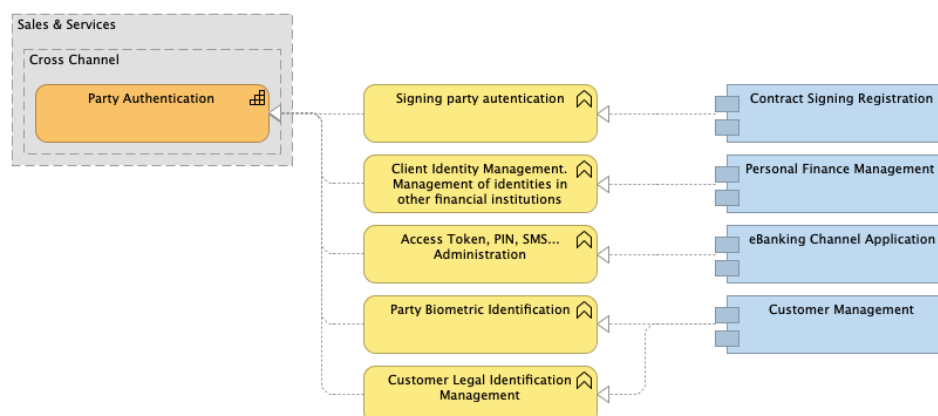 Sales & Services
Cross Channel
Party Authentication
Signing party autentication
Contract Signing Registration
Client Identity Management.
Management of identities in
other financial institutions
Personal Finance Management
Access Token, PIN, SMS...
Administration
eBanking Channel Application
Party Biometric Identification
Customer Management
Customer Legal Identification
Management